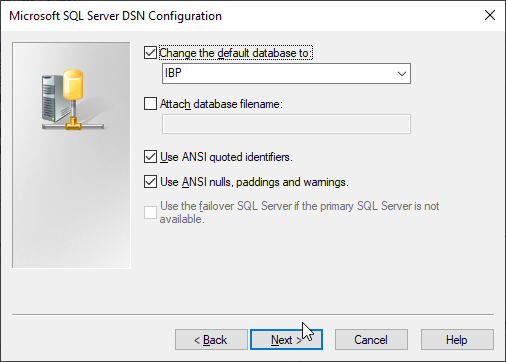 Microsoft SQL Server DSN Configuration
Change the default database to:
IBP
Attach database filename:
Use ANSI quoted identifiers.
Use ANSI nulls, paddings and warnings.
Use the failover SQL Server if the primary SQL Server is not
available.
< Back
Next >
Cancel
Help